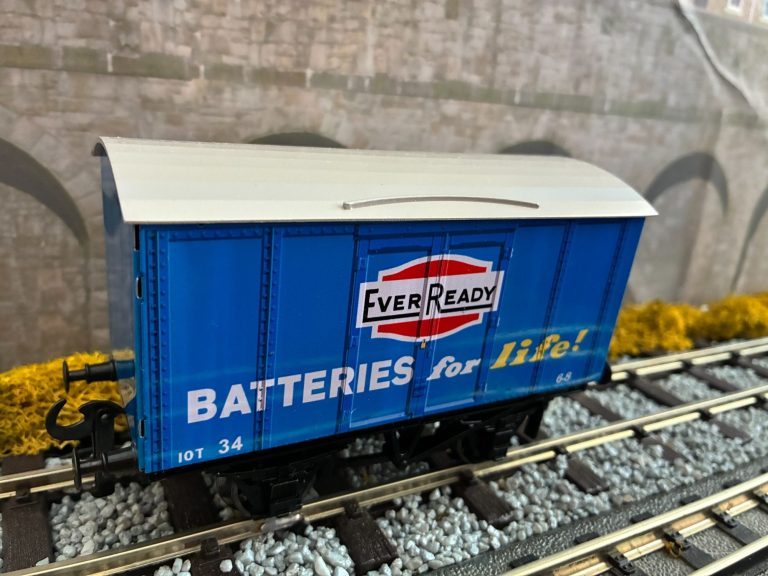 EVER READY
BATTERIES for life!
10T 34
6-8